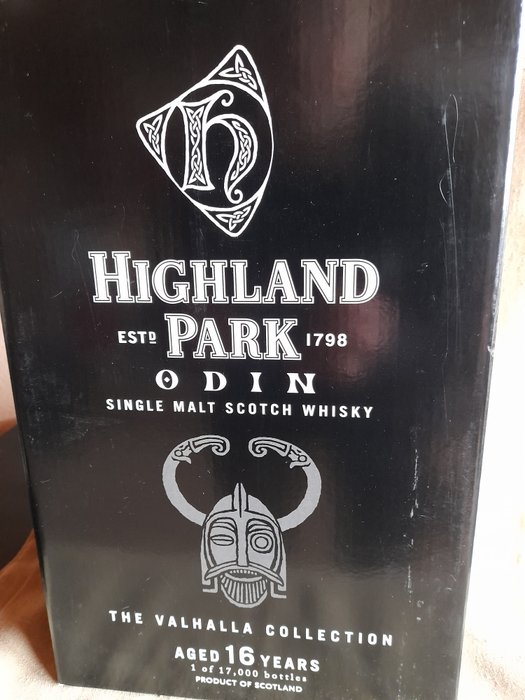 h
HIGHLAND
ESTD PARK 1798
ODIN
SINGLE MALT SCOTCH WHISKY
THE VALHALLA COLLECTION
AGED 16 YEARS
1 of 17,000 bottles
PRODUCT OF SCOTLAND